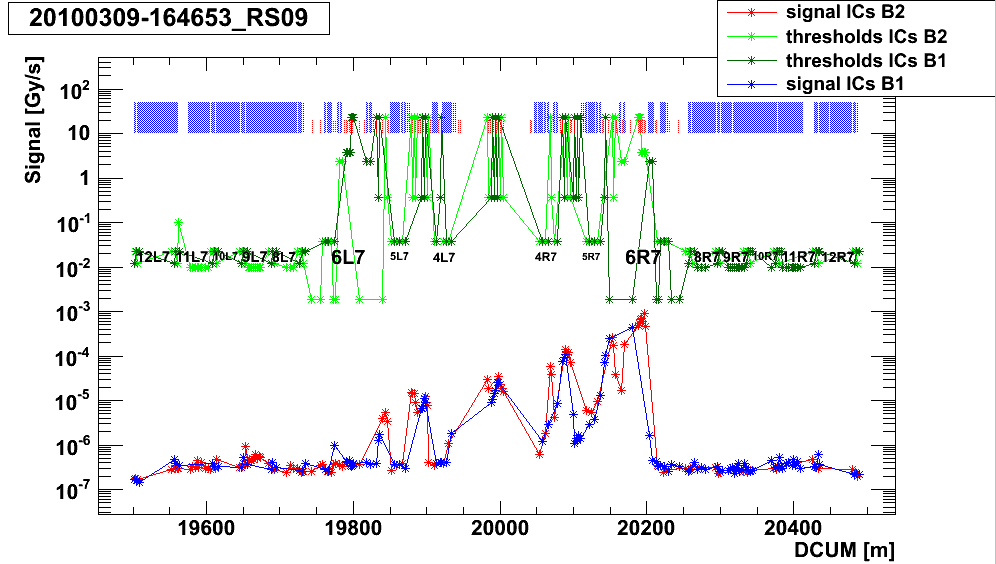 20100309-164653_RS09
signal ICs B2
thresholds ICs B2
thresholds ICs B1
signal ICs B1
Signal [Gy/s]
10²
10
1
10⁻¹
10⁻²
10⁻³
10⁻⁴
10⁻⁵
10⁻⁶
10⁻⁷
12L7 11L7 10L7 9L7 8L7 6L7 5L7 4L7 4R7 5R7 6R7 8R7 9R7 10R7 11R7 12R7
19600 19800 20000 20200 20400
DCUM [m]